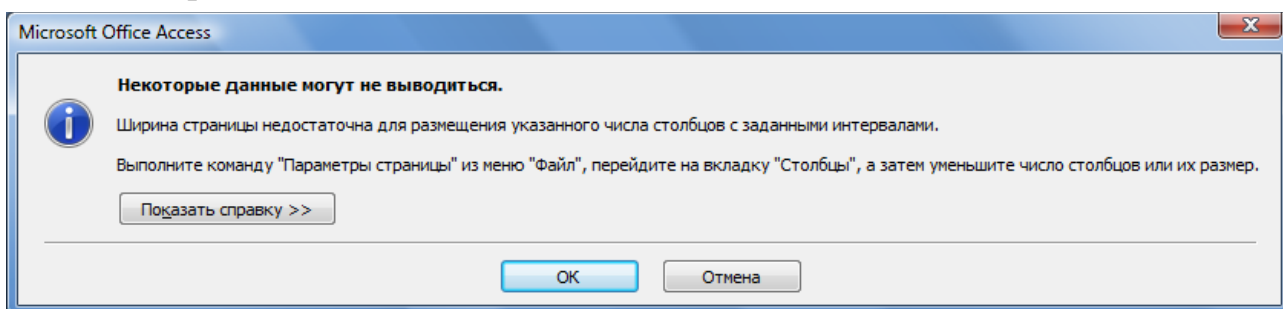 Microsoft Office Access
Некоторые данные могут не выводиться.
Ширина страницы недостаточна для размещения указанного числа столбцов с заданными интервалами.
Выполните команду "Параметры страницы" из меню "Файл", перейдите на вкладку "Столбцы", а затем уменьшите число столбцов или их размер.
Показать справку >>
ОК
Отмена